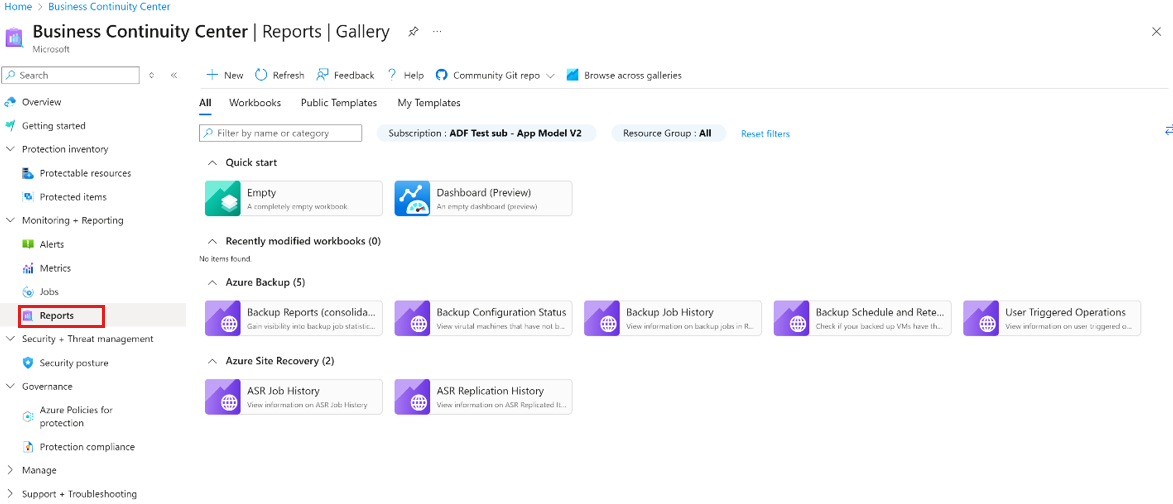 Home > Business Continuity Center
Business Continuity Center | Reports | Gallery ...
Microsoft
Search
New Refresh Feedback ? Help Community Git repo Browse across galleries
Overview
Getting started
Protection inventory
Protectable resources
Protected items
Monitoring + Reporting
Alerts
Metrics
Jobs
Reports
Security + Threat management
Security posture
Governance
Azure Policies for
protection
Protection compliance
Manage
Support + Troubleshooting
All Workbooks Public Templates My Templates
Filter by name or category Subscription : ADF Test sub - App Model V2 Resource Group : All Reset filters
Quick start
Empty
A completely empty workbook.
Dashboard (Preview)
An empty dashboard (preview)
Recently modified workbooks (0)
No items found.
Azure Backup (5)
Backup Reports (consolida...
Gain visibility into backup job statistic...
Backup Configuration Status
View virutal machines that have not b...
Backup Job History
View information on backup jobs in R...
Backup Schedule and Rete...
Check if your backed up VMs have th...
User Triggered Operations
View information on user triggered o...
Azure Site Recovery (2)
ASR Job History
View information on ASR Job History
ASR Replication History
View information on ASR Replicated It...